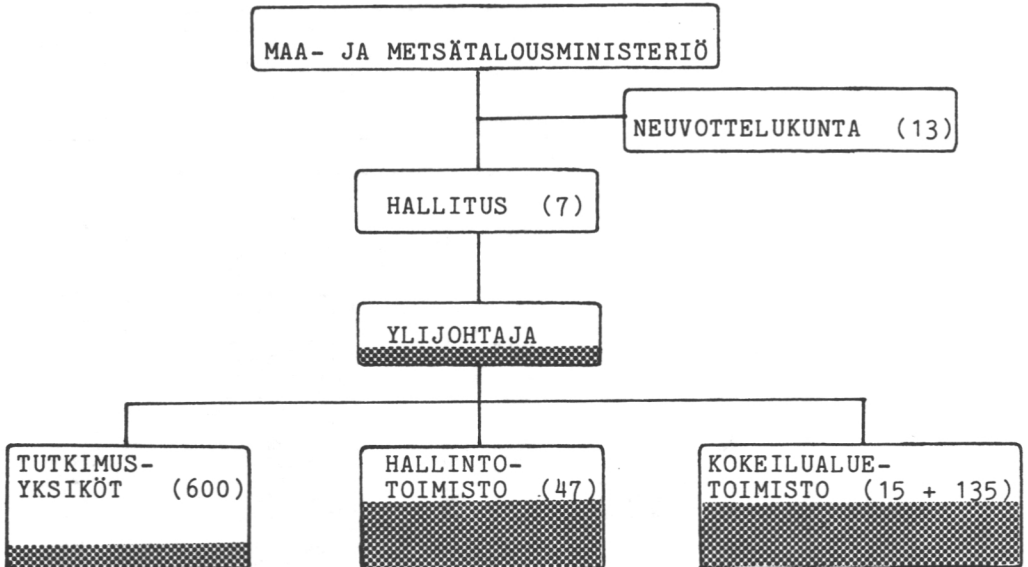 MAA- JA METSÄTALOUSMINISTERIÖ
NEUVOTTELUKUNTA (13)
HALLITUS (7)
YLIJOHTAJA
TUTKIMUS-
YKSIKÖT (600)
HALLINTO-
TOIMISTO (47)
KOKEILUALUE-
TOIMISTO (15 + 135)